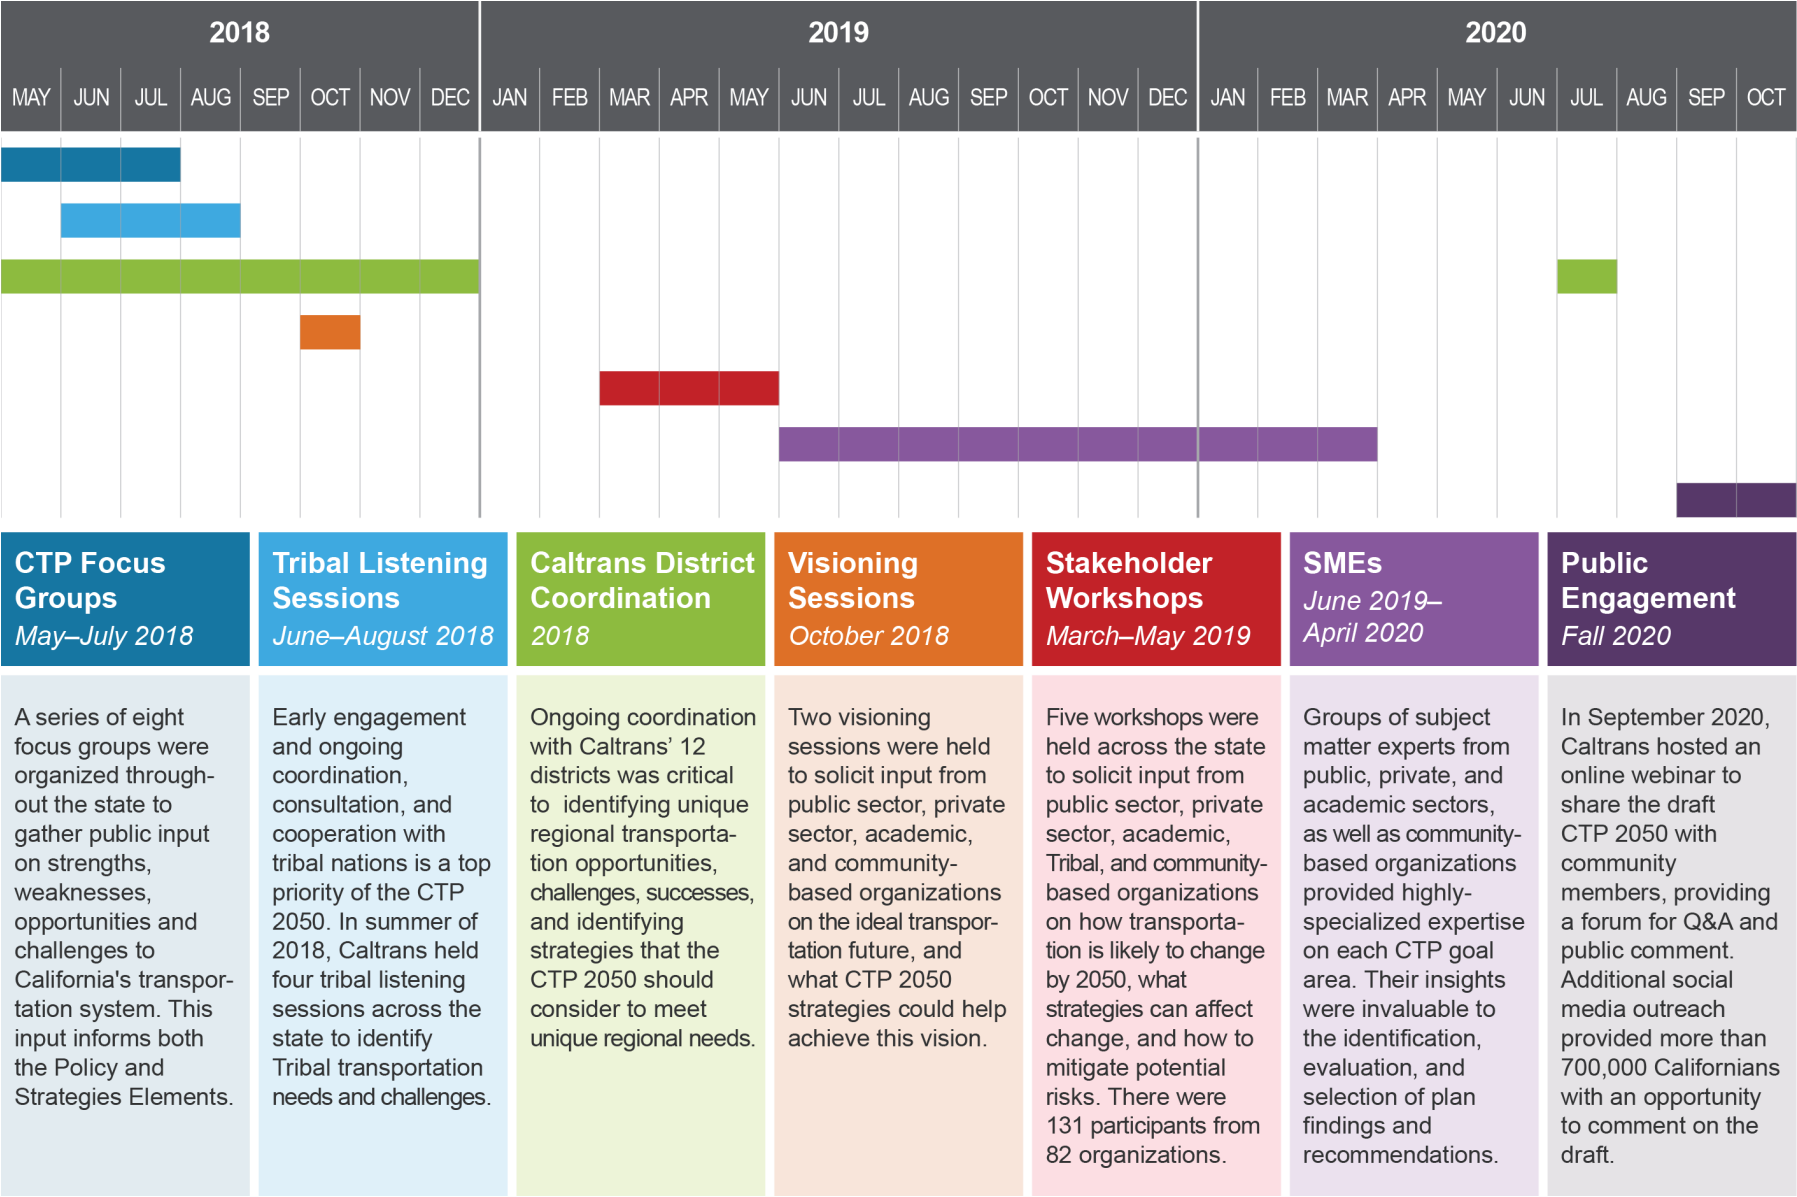 2018 2019 2020
MAY JUN JUL AUG SEP OCT NOV DEC JAN FEB MAR APR MAY JUN JUL AUG SEP OCT NOV DEC JAN FEB MAR APR MAY JUN JUL AUG SEP OCT
CTP Focus
Groups
May–July 2018
A series of eight
focus groups were
organized through-
out the state to
gather public input
on strengths,
weaknesses,
opportunities and
challenges to
California's transpor-
tation system. This
input informs both
the Policy and
Strategies Elements.
Tribal Listening
Sessions
June–August 2018
Early engagement
and ongoing
coordination,
consultation, and
cooperation with
tribal nations is a top
priority of the CTP
2050. In summer of
2018, Caltrans held
four tribal listening
sessions across the
state to identify
Tribal transportation
needs and challenges.
Caltrans District
Coordination
2018
Ongoing coordination
with Caltrans’ 12
districts was critical
to identifying unique
regional transporta-
tion opportunities,
challenges, successes,
and identifying
strategies that the
CTP 2050 should
consider to meet
unique regional needs.
Visioning
Sessions
October 2018
Two visioning
sessions were held
to solicit input from
public sector, private
sector, academic,
and community-
based organizations
on the ideal transpor-
tation future, and
what CTP 2050
strategies could help
achieve this vision.
Stakeholder
Workshops
March–May 2019
Five workshops were
held across the state
to solicit input from
public sector, private
sector, academic,
Tribal, and community-
based organizations
on how transporta-
tion is likely to change
by 2050, what
strategies can affect
change, and how to
mitigate potential
risks. There were
131 participants from
82 organizations.
SMEs
June 2019–
April 2020
Groups of subject
matter experts from
public, private, and
academic sectors,
as well as community-
based organizations
provided highly-
specialized expertise
on each CTP goal
area. Their insights
were invaluable to
the identification,
evaluation, and
selection of plan
findings and
recommendations.
Public
Engagement
Fall 2020
In September 2020,
Caltrans hosted an
online webinar to
share the draft
CTP 2050 with
community
members, providing
a forum for Q&A and
public comment.
Additional social
media outreach
provided more than
700,000 Californians
with an opportunity
to comment on the
draft.